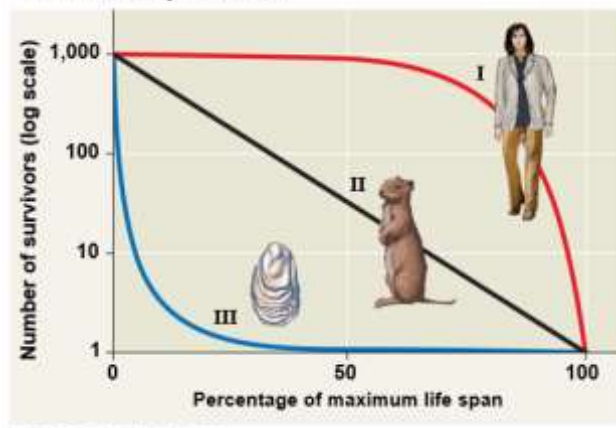 Number of survivors (log scale)
1,000
100
10
1
I
II
III
0
50
100
Percentage of maximum life span